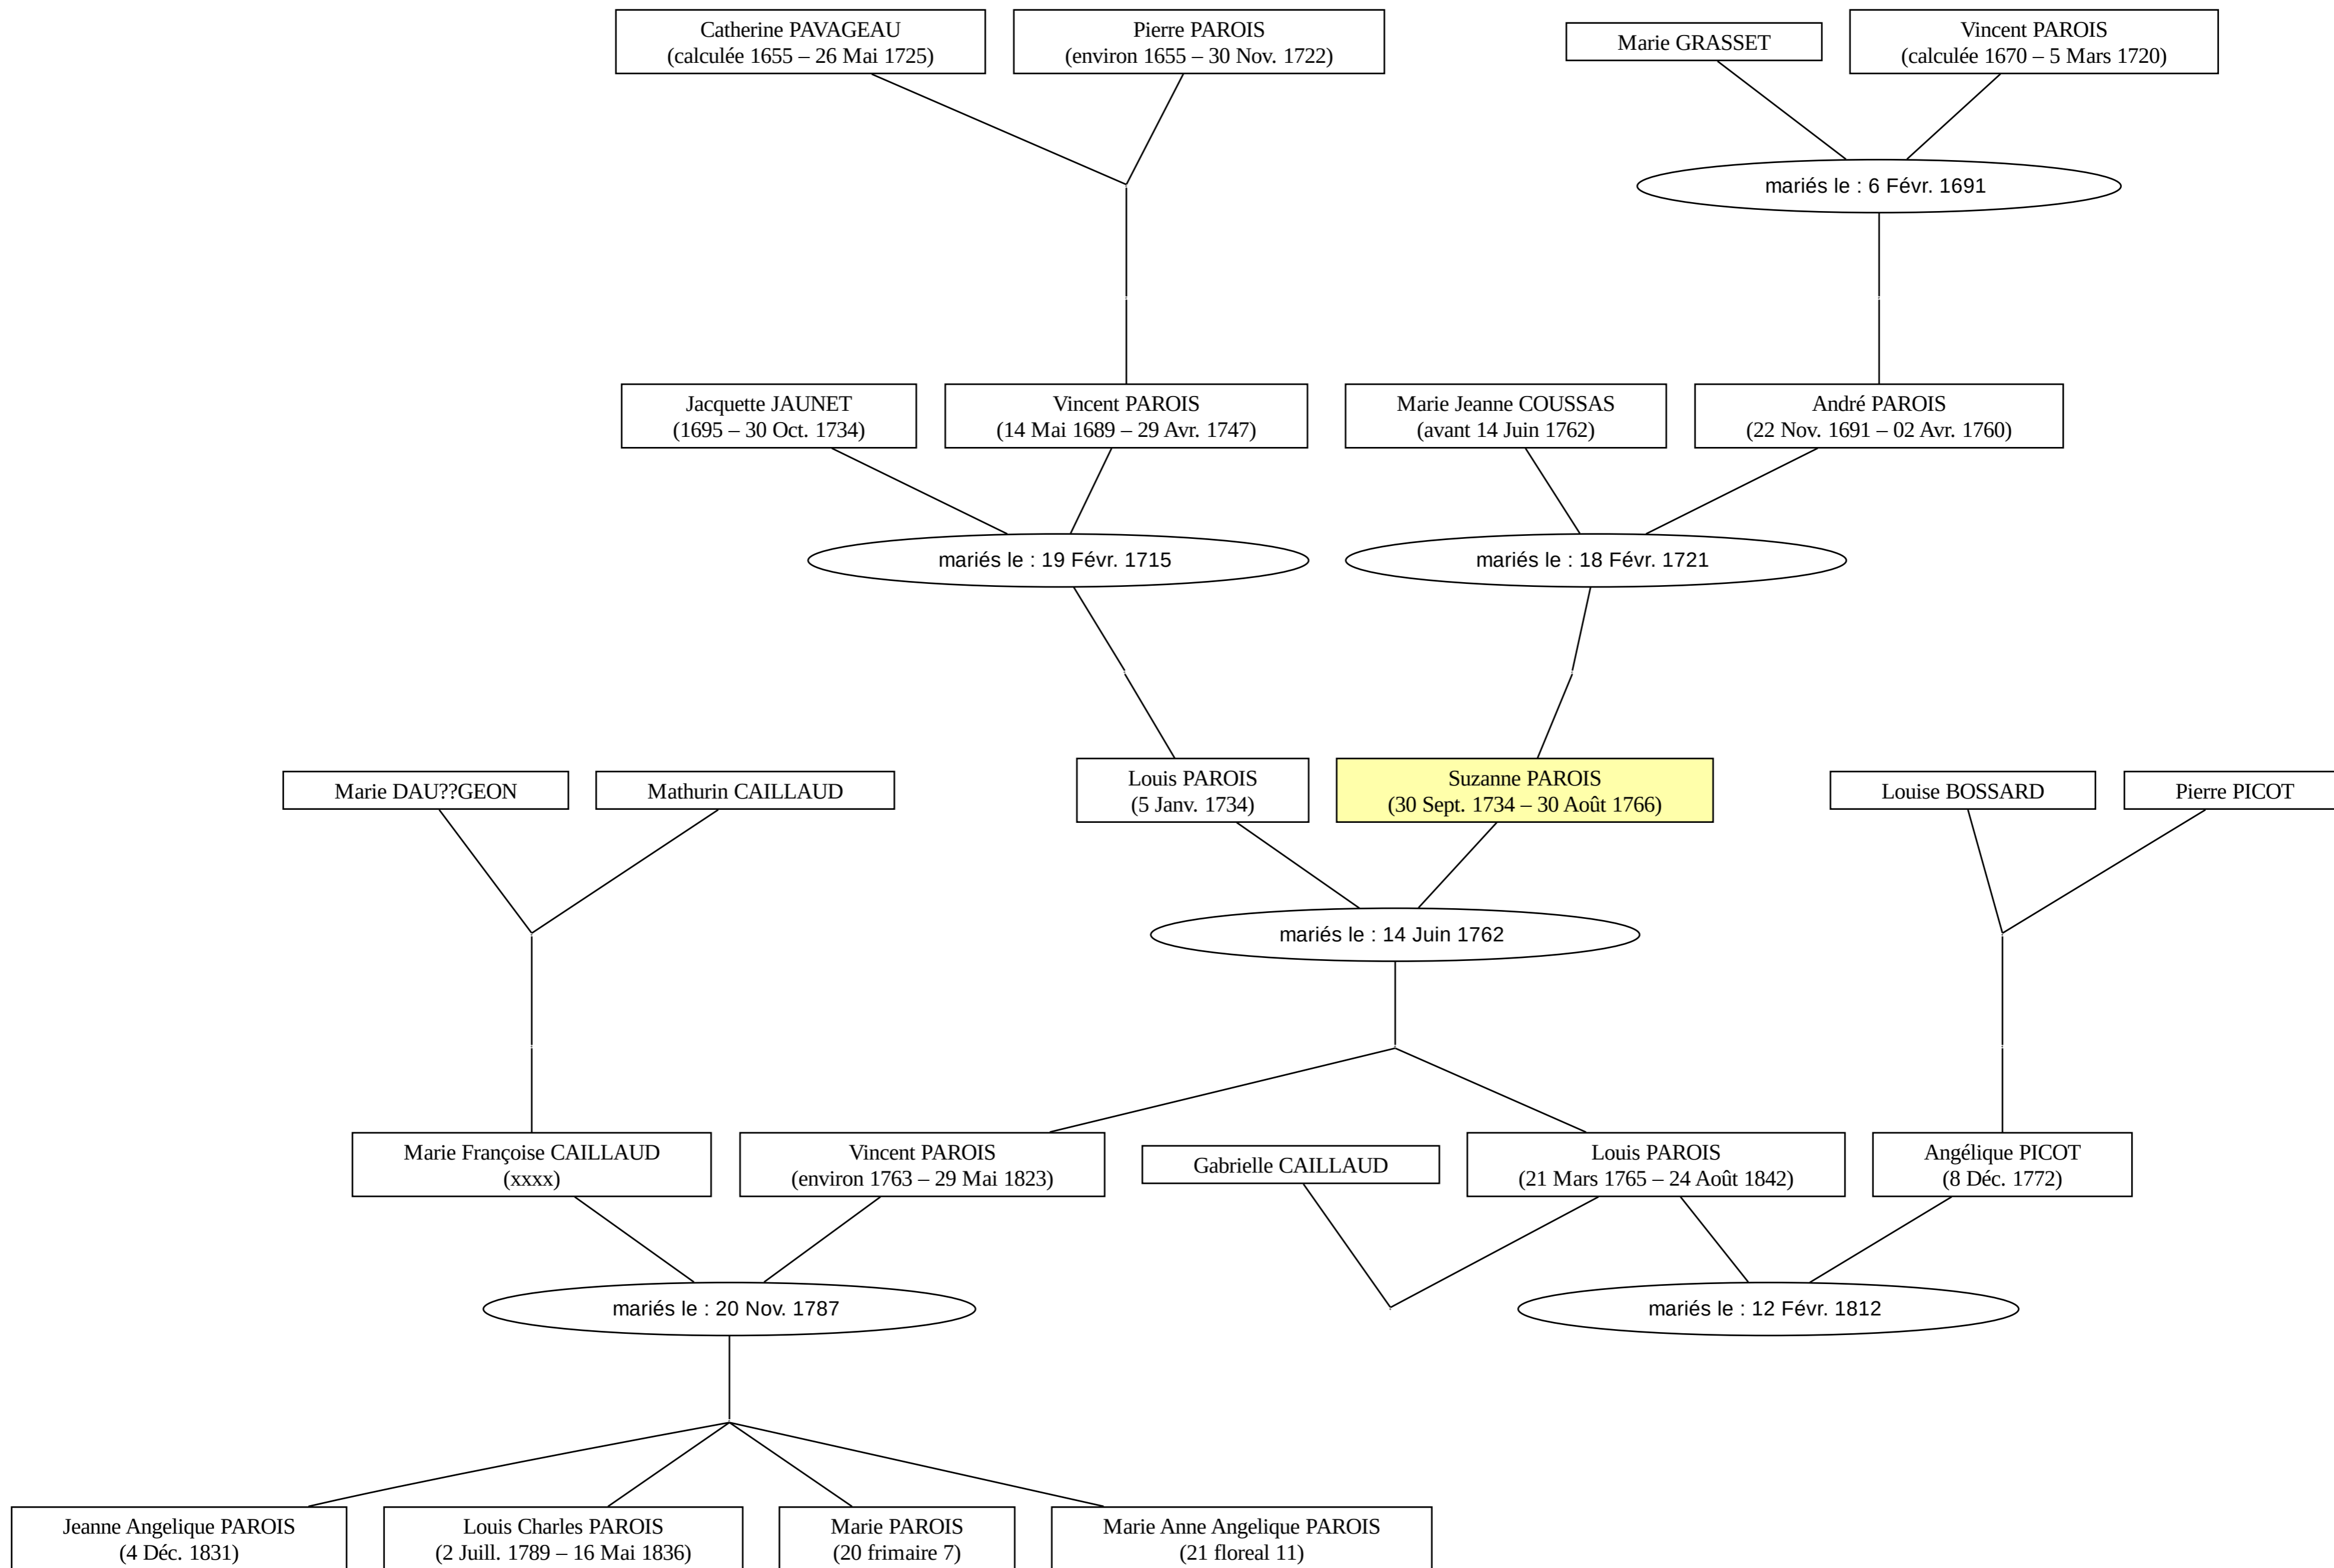 Catherine PAVAGEAU
(calculée 1655 – 26 Mai 1725)
Pierre PAROIS
(environ 1655 – 30 Nov. 1722)
Marie GRASSET
Vincent PAROIS
(calculée 1670 – 5 Mars 1720)
mariés le : 6 Févr. 1691
Jacquette JAUNET
(1695 – 30 Oct. 1734)
Vincent PAROIS
(14 Mai 1689 – 29 Avr. 1747)
Marie Jeanne COUSSAS
(avant 14 Juin 1762)
André PAROIS
(22 Nov. 1691 – 02 Avr. 1760)
mariés le : 19 Févr. 1715
mariés le : 18 Févr. 1721
Marie DAU??GEON
Mathurin CAILLAUD
Louis PAROIS
(5 Janv. 1734)
Suzanne PAROIS
(30 Sept. 1734 – 30 Août 1766)
Louise BOSSARD
Pierre PICOT
mariés le : 14 Juin 1762
Marie Françoise CAILLAUD
(xxxx)
Vincent PAROIS
(environ 1763 – 29 Mai 1823)
Gabrielle CAILLAUD
Louis PAROIS
(21 Mars 1765 – 24 Août 1842)
Angélique PICOT
(8 Déc. 1772)
mariés le : 20 Nov. 1787
mariés le : 12 Févr. 1812
Jeanne Angelique PAROIS
(4 Déc. 1831)
Louis Charles PAROIS
(2 Juill. 1789 – 16 Mai 1836)
Marie PAROIS
(20 frimaire 7)
Marie Anne Angelique PAROIS
(21 floreal 11)